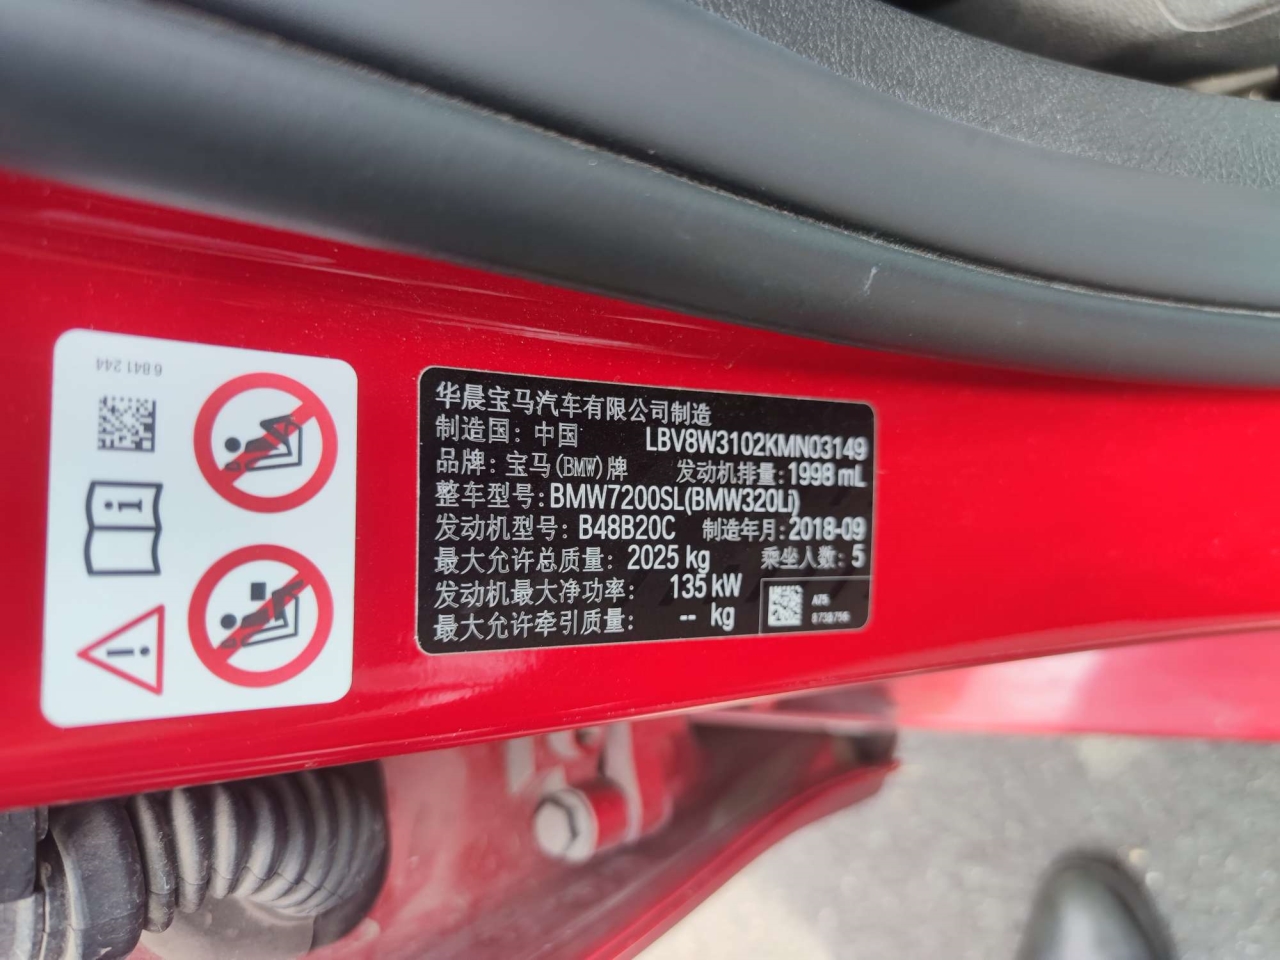 6 841 244
华晨宝马汽车有限公司制造
制造国: 中国 LBV8W3102KMN03149
品牌: 宝马(BMW)牌 发动机排量: 1998 mL
整车型号: BMW7200SL(BMW320Li)
发动机型号: B48B20C 制造年月: 2018-09
最大允许总质量: 2025 kg 乘坐人数: 5
发动机最大净功率: 135 kW
最大允许牵引质量: -- kg